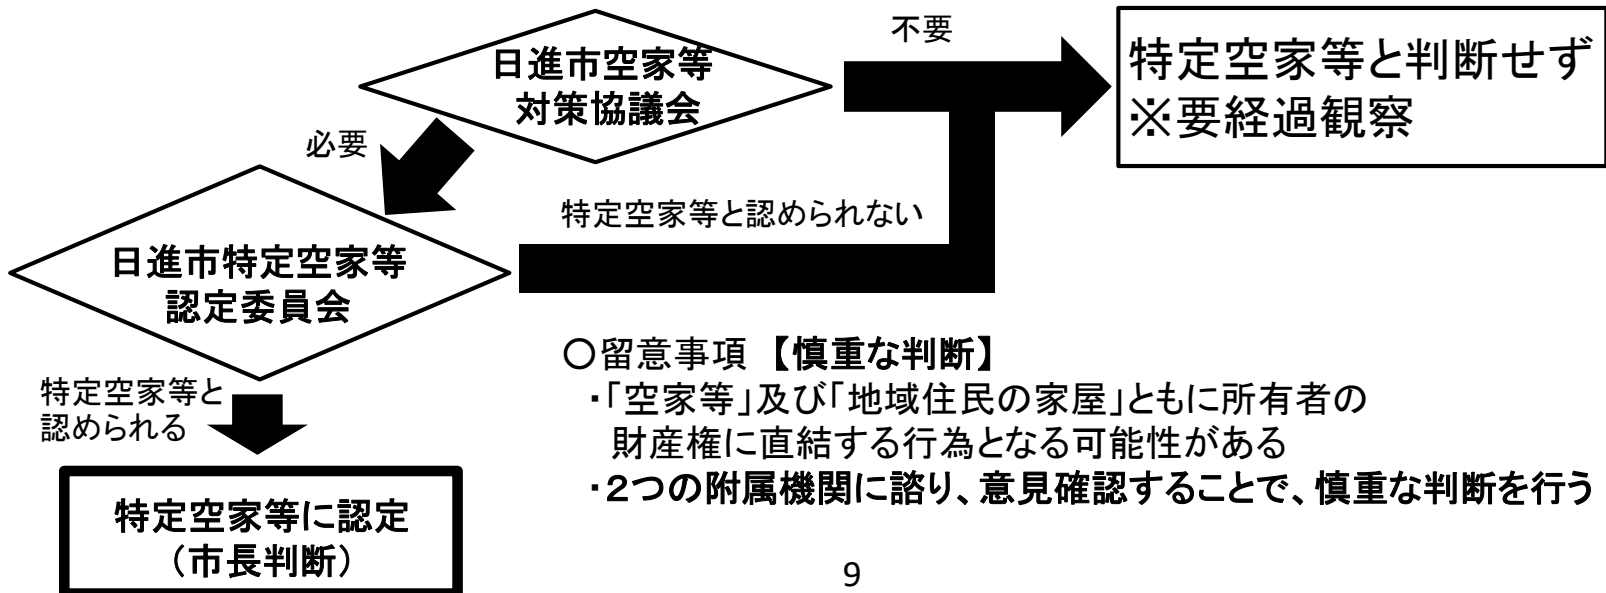 日進市空家等
対策協議会
不要
特定空家等と判断せず
※要経過観察
必要
特定空家等と認められない
日進市特定空家等
認定委員会
〇留意事項 【慎重な判断】
・「空家等」及び「地域住民の家屋」ともに所有者の
財産権に直結する行為となる可能性がある
・２つの附属機関に諮り、意見確認することで、慎重な判断を行う
特定空家等と
認められる
特定空家等に認定
（市長判断）
9